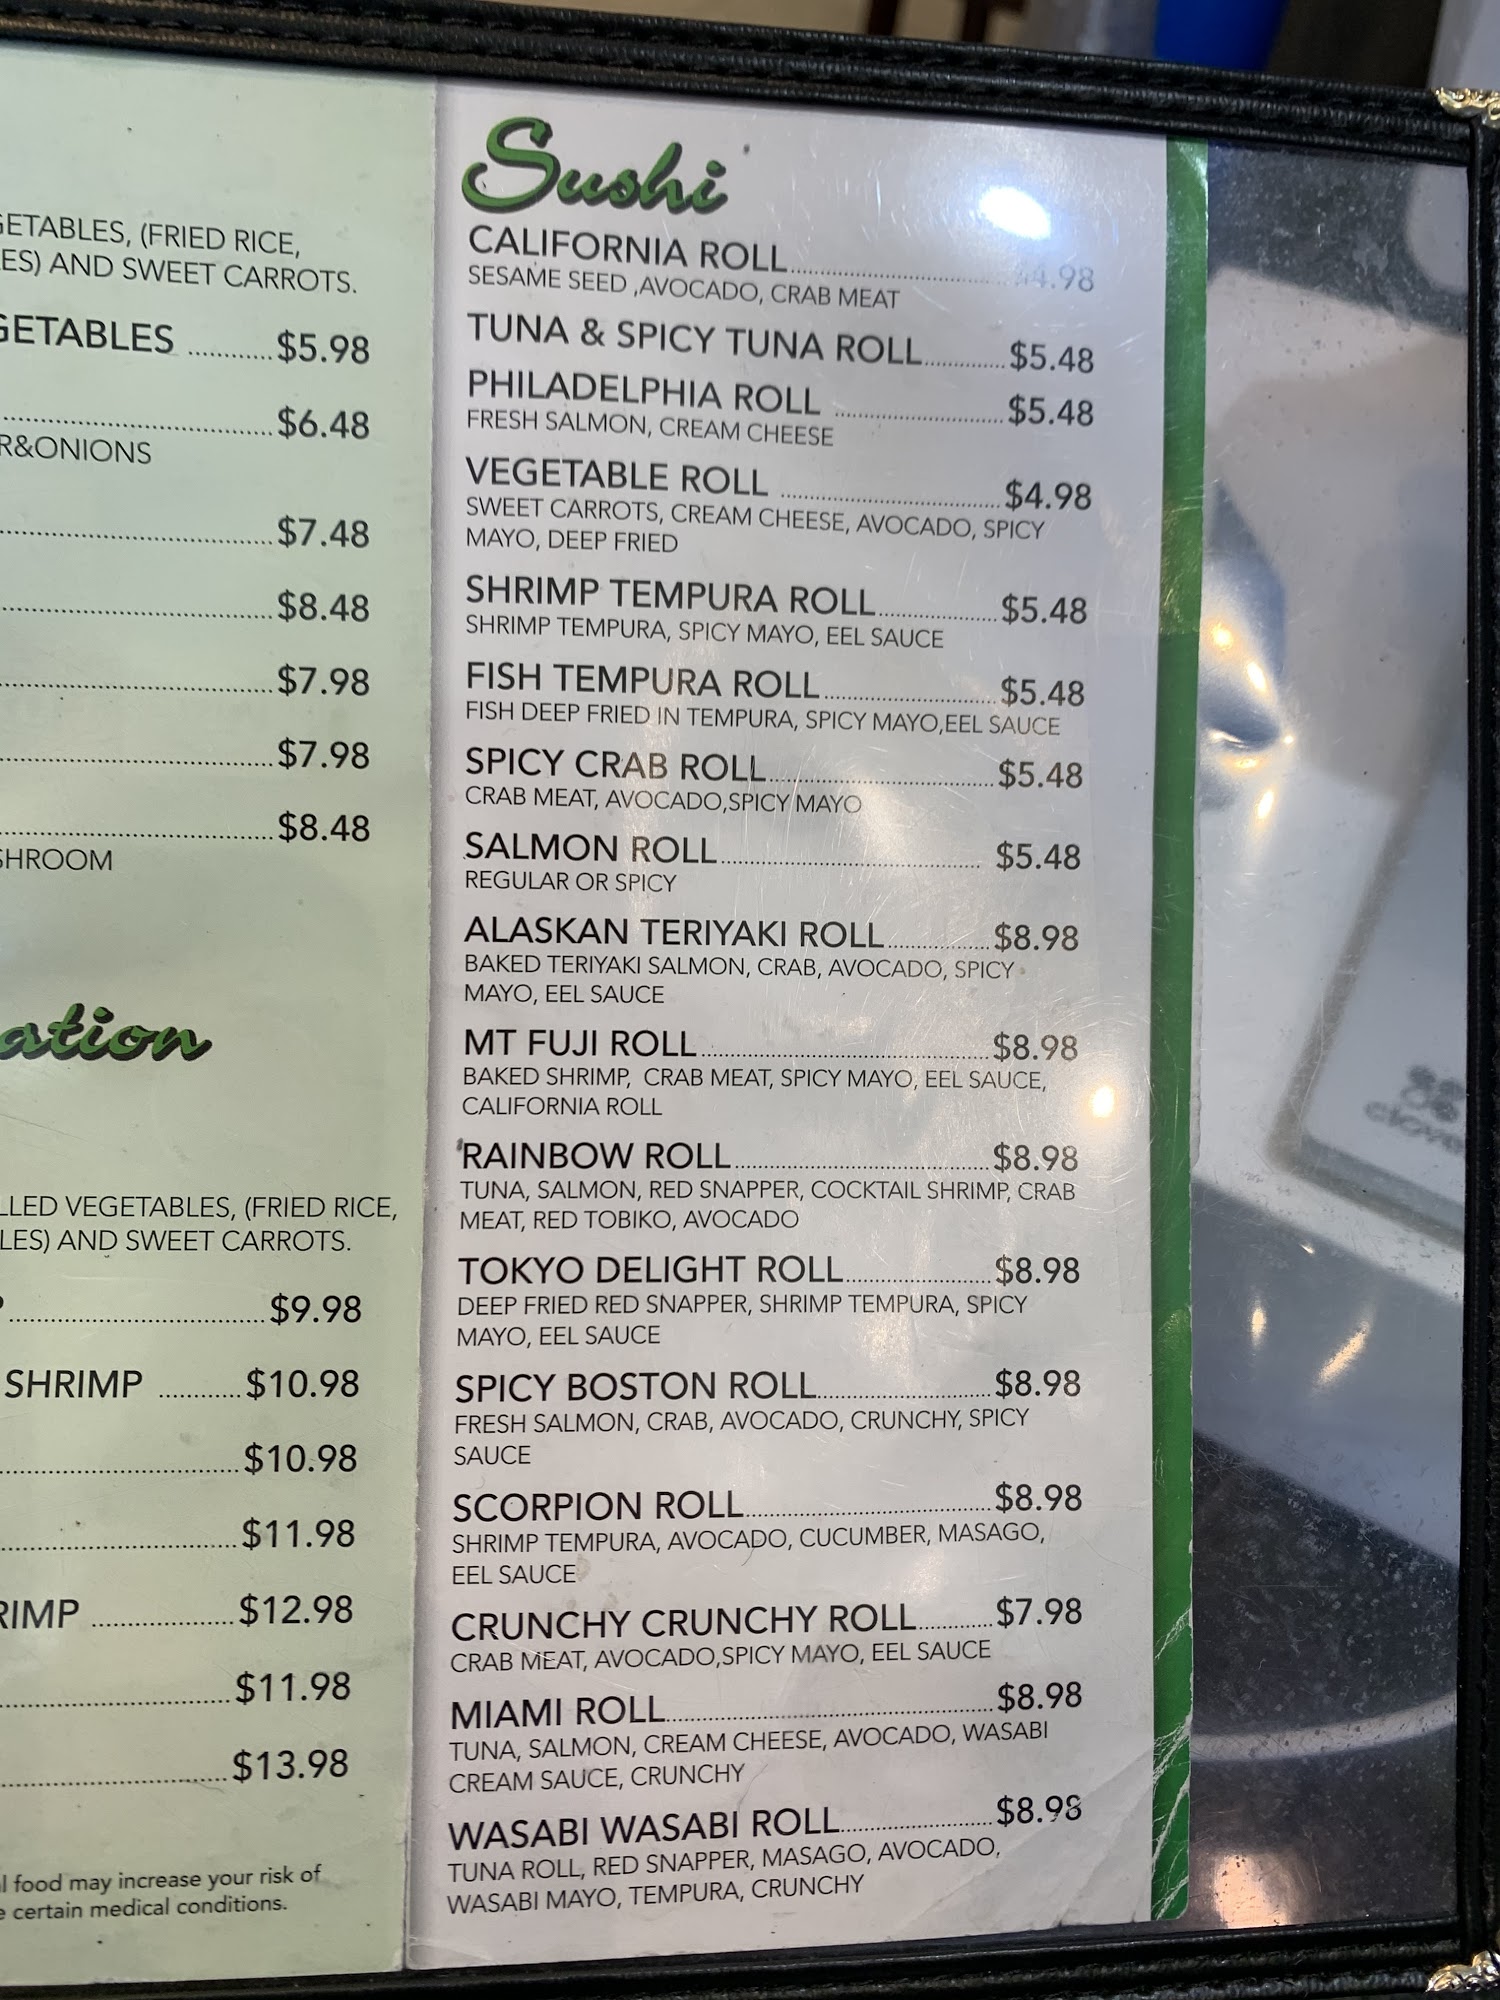 GETABLES, (FRIED RICE,
ES) AND SWEET CARROTS.
GETABLES ............ $5.98
$6.48
R&ONIONS
$7.48
$8.48
$7.98
$7.98
$8.48
SHROOM
ation
LLED VEGETABLES, (FRIED RICE,
LES) AND SWEET CARROTS.
$9.98
SHRIMP ........... $10.98
$10.98
$11.98
RIMP .................... $12.98
$11.98
$13.98
l food may increase your risk of
e certain medical conditions.
Sushi
CALIFORNIA ROLL........................................ $4.98
SESAME SEED ,AVOCADO, CRAB MEAT
TUNA & SPICY TUNA ROLL.............. $5.48
PHILADELPHIA ROLL ............................. $5.48
FRESH SALMON, CREAM CHEESE
VEGETABLE ROLL ..................................... $4.98
SWEET CARROTS, CREAM CHEESE, AVOCADO, SPICY
MAYO, DEEP FRIED
SHRIMP TEMPURA ROLL.................... $5.48
SHRIMP TEMPURA, SPICY MAYO, EEL SAUCE
FISH TEMPURA ROLL............................. $5.48
FISH DEEP FRIED IN TEMPURA, SPICY MAYO,EEL SAUCE
SPICY CRAB ROLL...................................... $5.48
CRAB MEAT, AVOCADO,SPICY MAYO
SALMON ROLL............................................ $5.48
REGULAR OR SPICY
ALASKAN TERIYAKI ROLL................. $8.98
BAKED TERIYAKI SALMON, CRAB, AVOCADO, SPICY
MAYO, EEL SAUCE
MT FUJI ROLL................................................. $8.98
BAKED SHRIMP, CRAB MEAT, SPICY MAYO, EEL SAUCE,
CALIFORNIA ROLL
RAINBOW ROLL........................................... $8.98
TUNA, SALMON, RED SNAPPER, COCKTAIL SHRIMP, CRAB
MEAT, RED TOBIKO, AVOCADO
TOKYO DELIGHT ROLL........................ $8.98
DEEP FRIED RED SNAPPER, SHRIMP TEMPURA, SPICY
MAYO, EEL SAUCE
SPICY BOSTON ROLL............................. $8.98
FRESH SALMON, CRAB, AVOCADO, CRUNCHY, SPICY
SAUCE
SCORPION ROLL......................................... $8.98
SHRIMP TEMPURA, AVOCADO, CUCUMBER, MASAGO,
EEL SAUCE
CRUNCHY CRUNCHY ROLL............ $7.98
CRAB MEAT, AVOCADO,SPICY MAYO, EEL SAUCE
MIAMI ROLL...................................................... $8.98
TUNA, SALMON, CREAM CHEESE, AVOCADO, WASABI
CREAM SAUCE, CRUNCHY
WASABI WASABI ROLL......................... $8.98
TUNA ROLL, RED SNAPPER, MASAGO, AVOCADO,
WASABI MAYO, TEMPURA, CRUNCHY